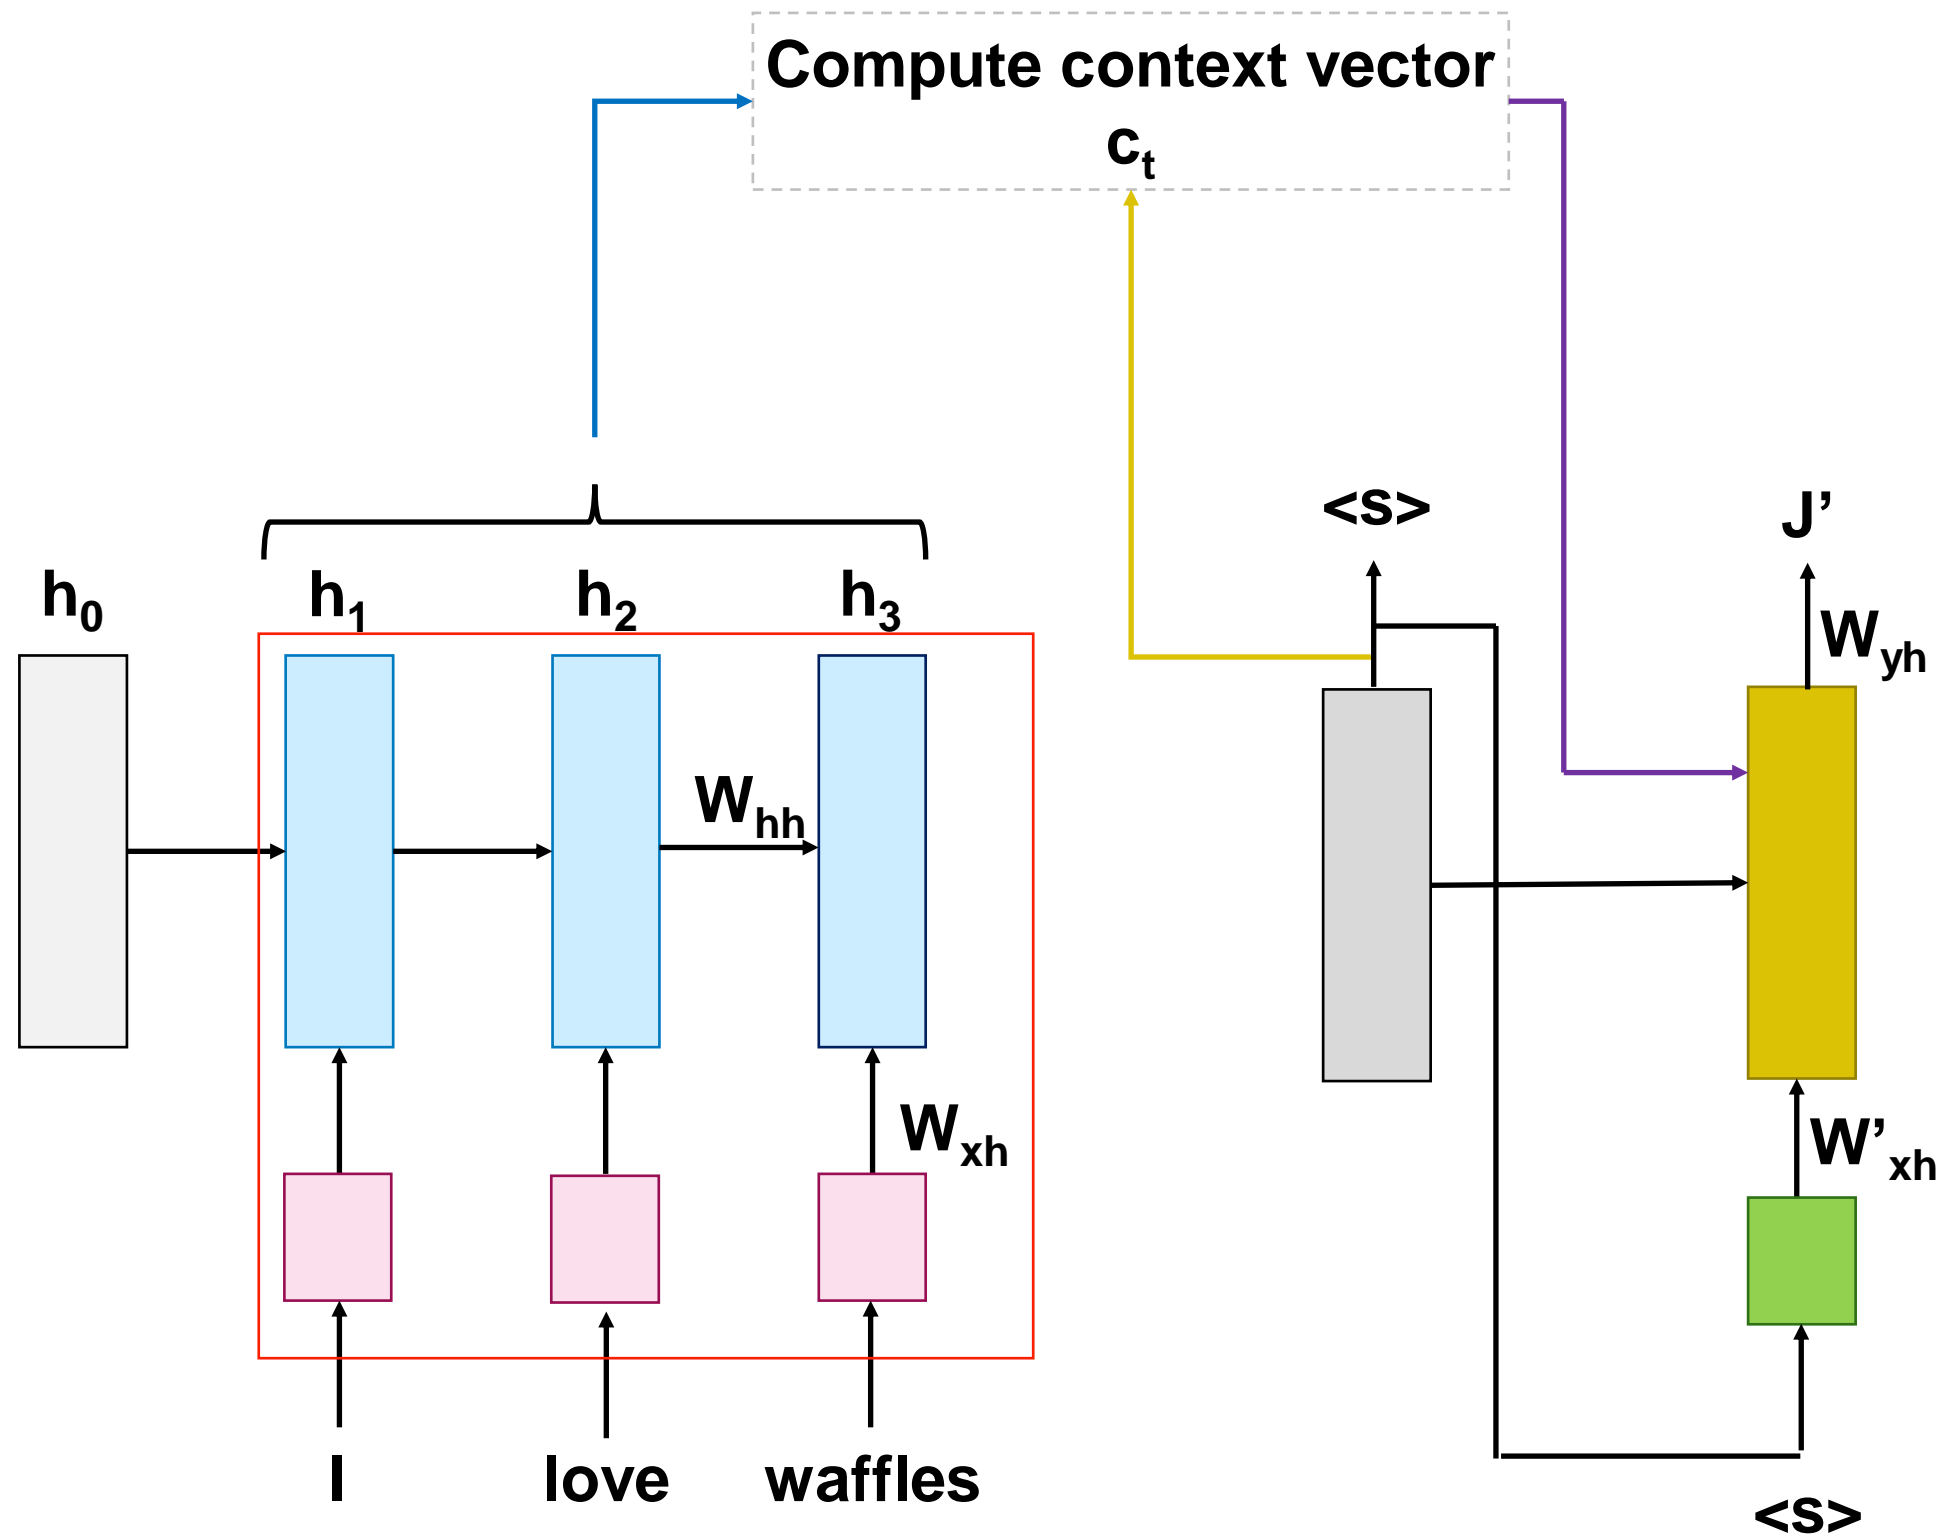 Compute context vector
c_t
<s>
J'
h_0
h_1
h_2
h_3
W_yh
W_hh
W_xh
W'_xh
I
love
waffles
<s>